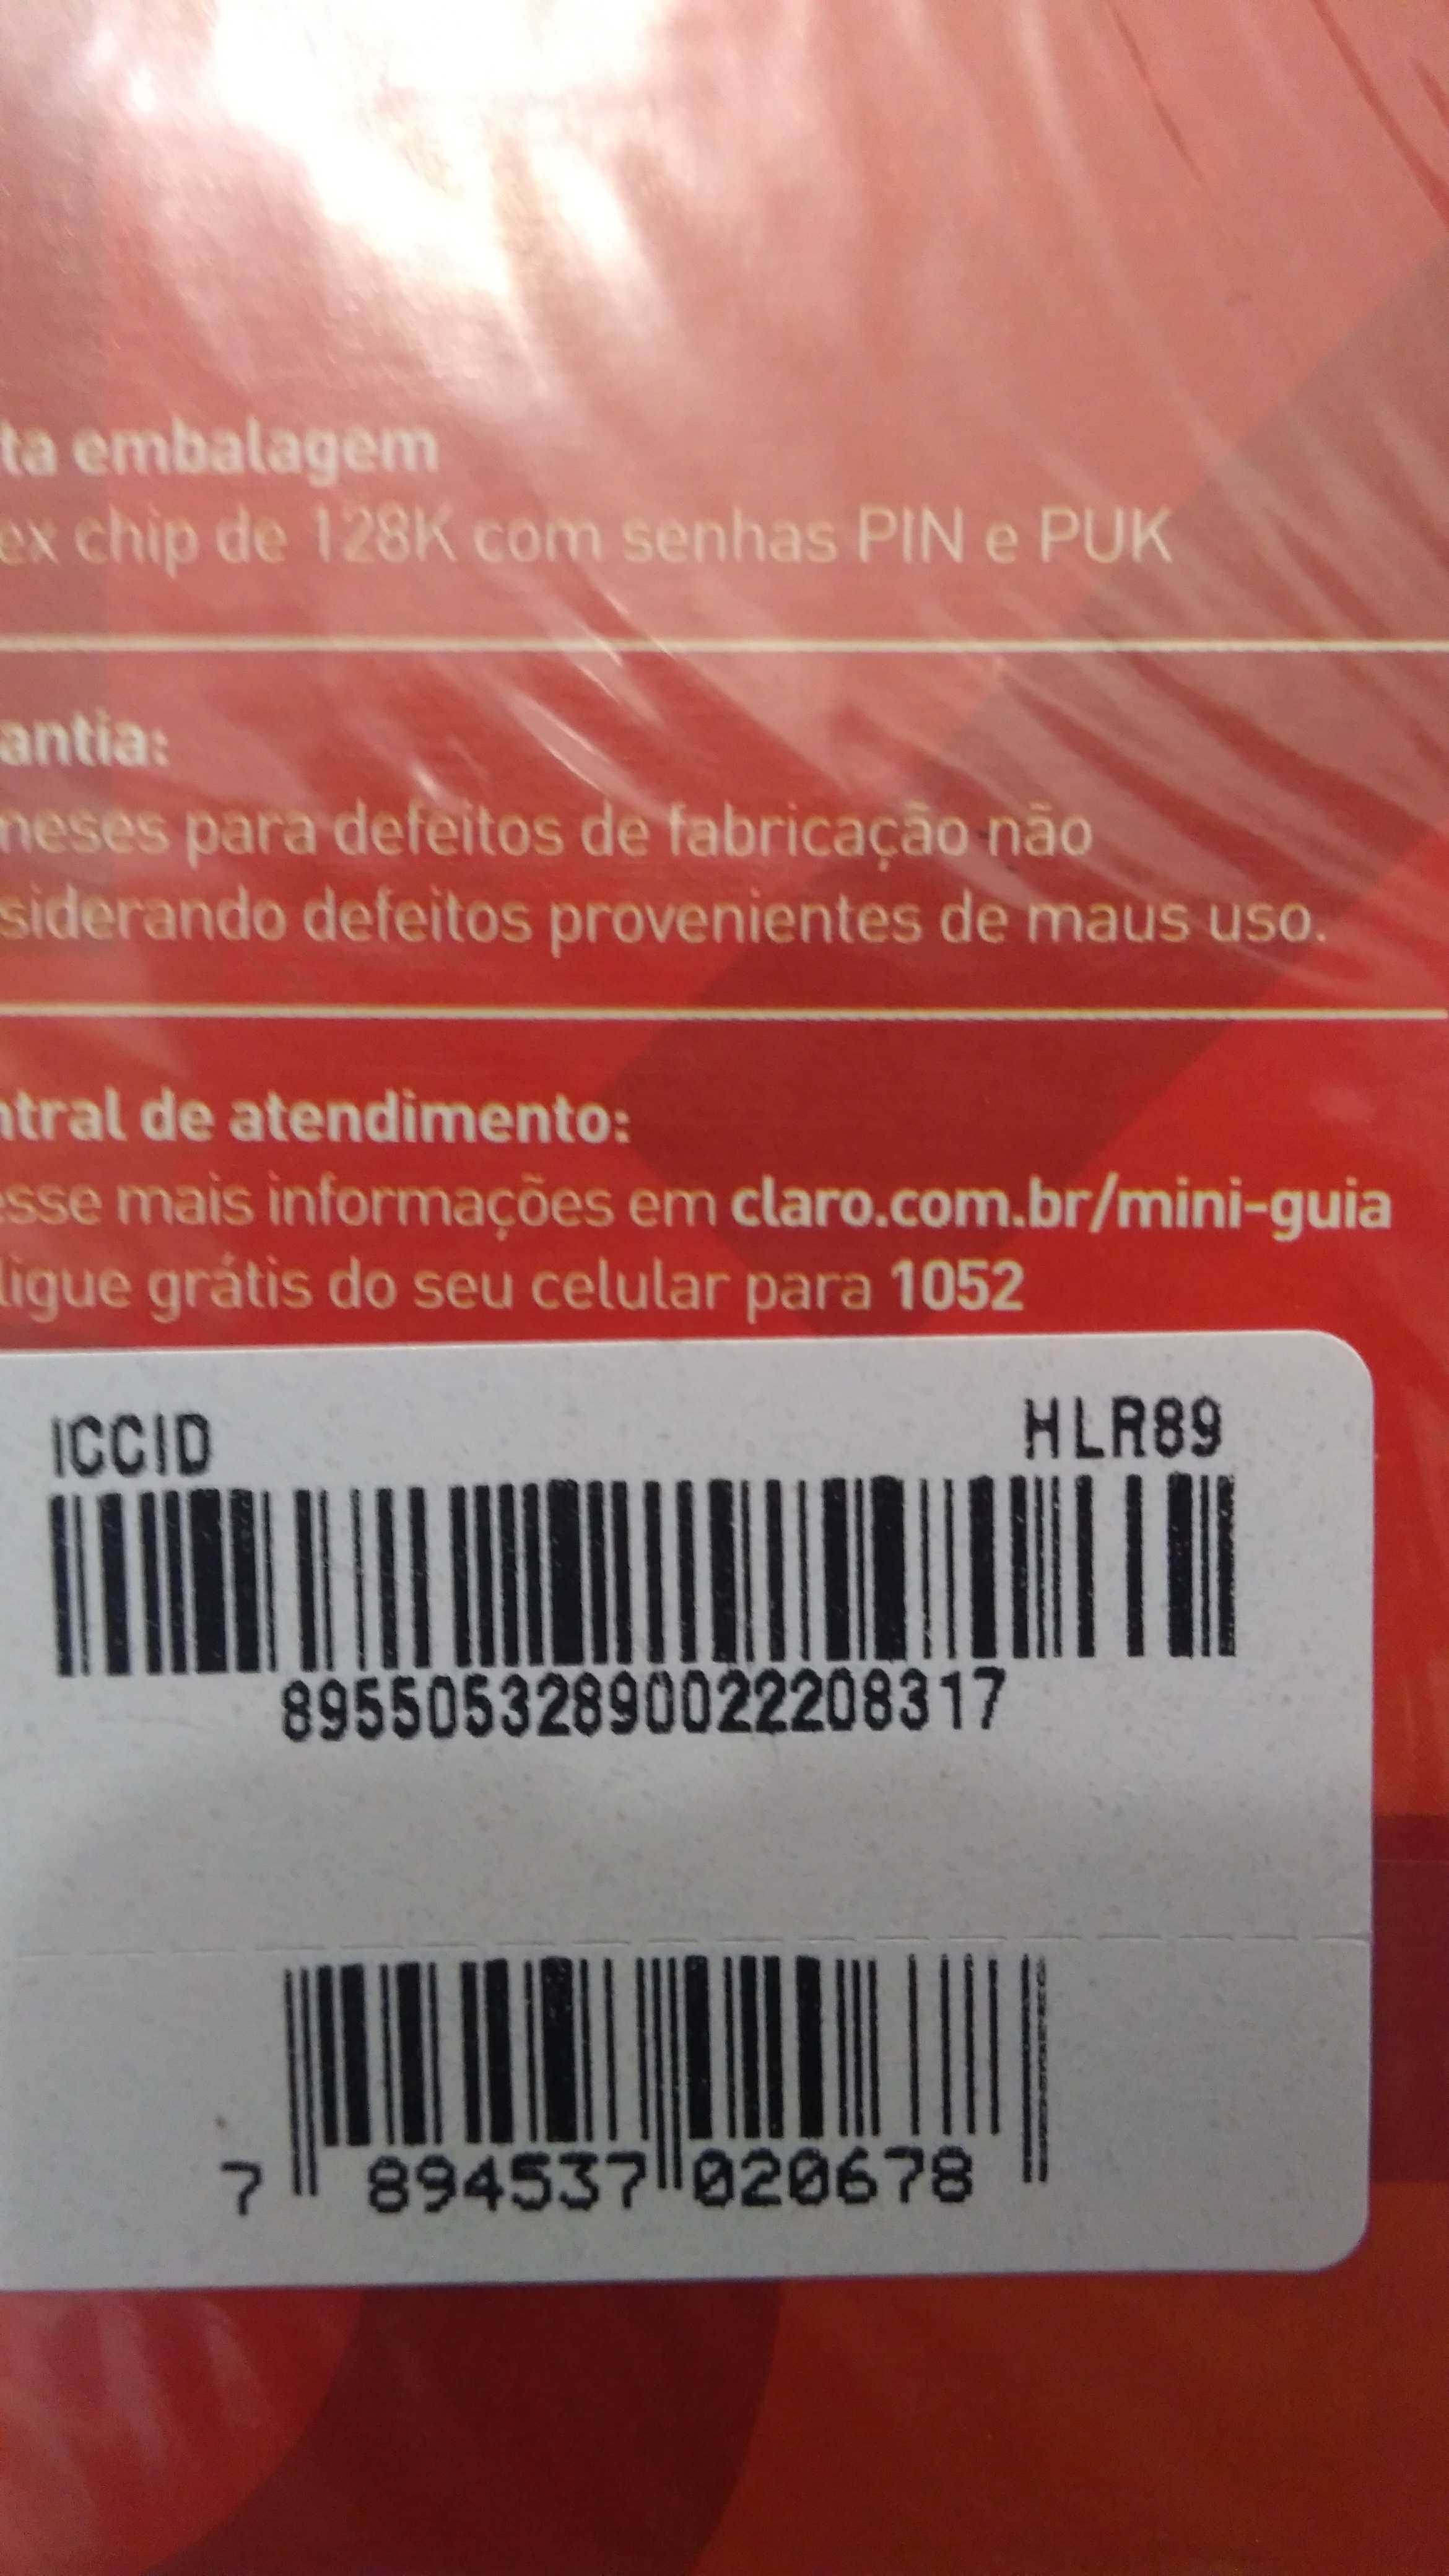 ta embalagem
ex chip de 128K com senhas PIN e PUK
antia:
meses para defeitos de fabricação não
siderando defeitos provenientes de maus uso.
ntral de atendimento:
esse mais informações em claro.com.br/mini-guia
ligue grátis do seu celular para 1052
ICCID HLR89
89550532890022208317
7 894537 020678